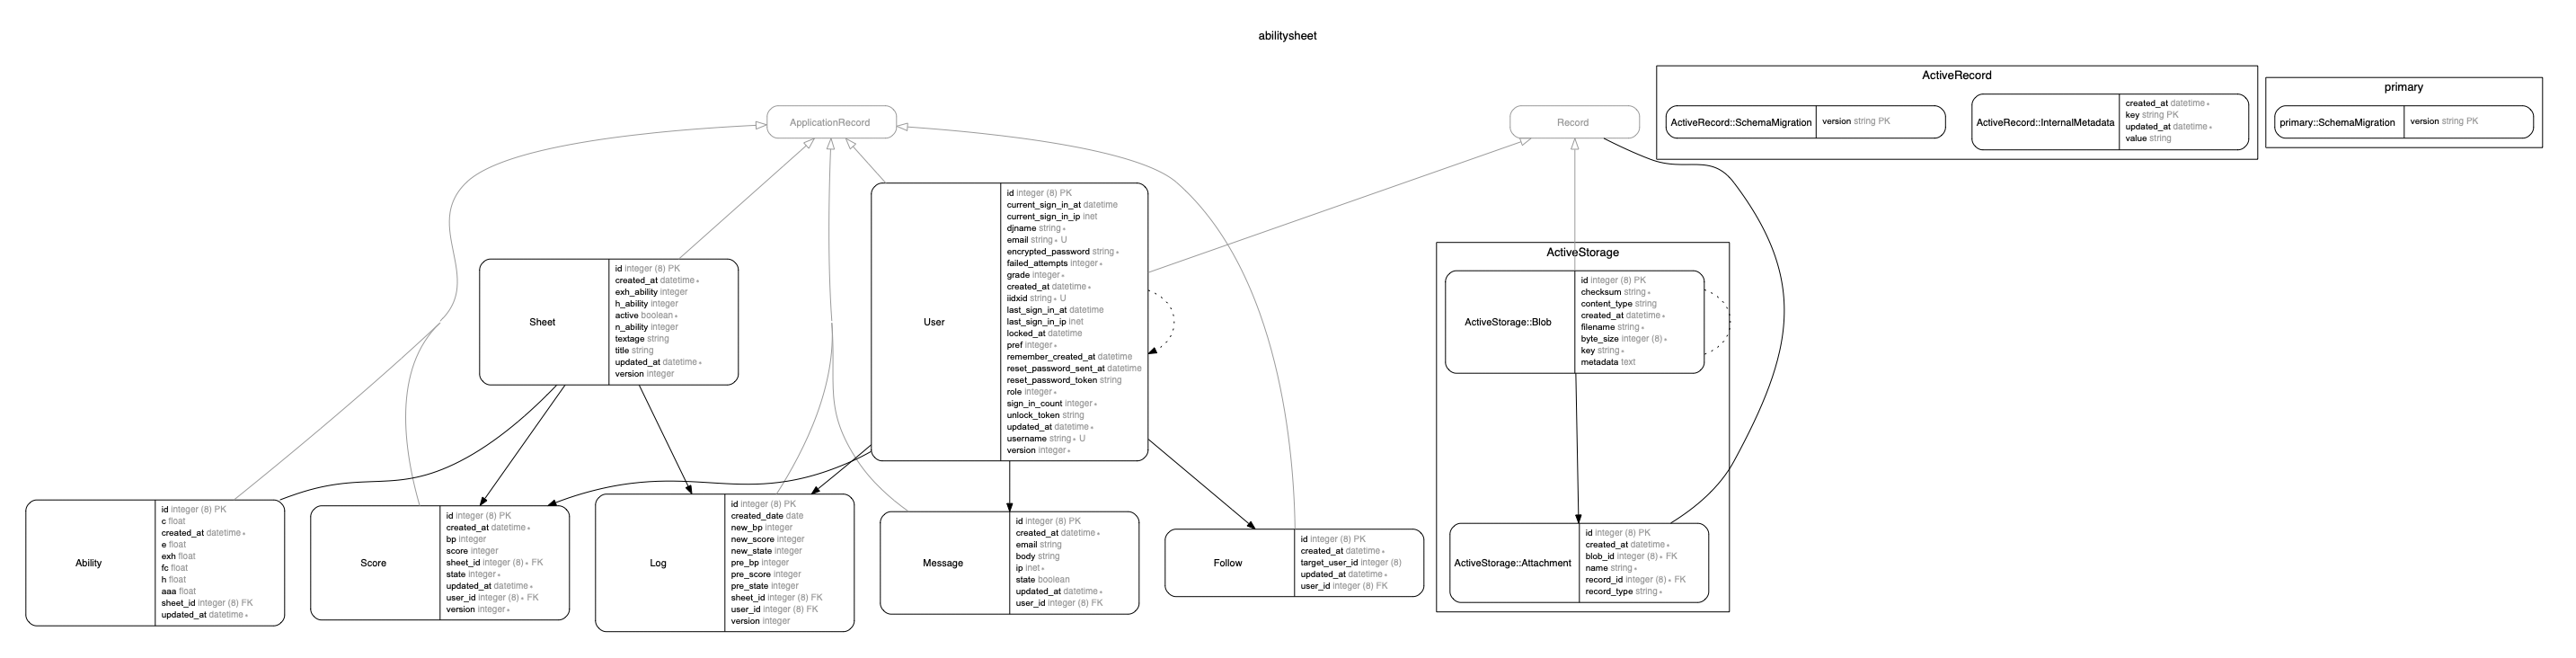 abilitysheet
ApplicationRecord
Record
ActiveRecord
ActiveRecord::SchemaMigration
version string PK
ActiveRecord::InternalMetadata
created_at datetime ∗
key string PK
updated_at datetime ∗
value string
primary
primary::SchemaMigration
version string PK
Sheet
id integer (8) PK
created_at datetime ∗
exh_ability integer
h_ability integer
active boolean ∗
n_ability integer
textage string
title string
updated_at datetime ∗
version integer
User
id integer (8) PK
current_sign_in_at datetime
current_sign_in_ip inet
djname string ∗
email string ∗ U
encrypted_password string ∗
failed_attempts integer ∗
grade integer ∗
created_at datetime ∗
iidxid string ∗ U
last_sign_in_at datetime
last_sign_in_ip inet
locked_at datetime
pref integer ∗
remember_created_at datetime
reset_password_sent_at datetime
reset_password_token string
role integer ∗
sign_in_count integer ∗
unlock_token string
updated_at datetime ∗
username string ∗ U
version integer ∗
ActiveStorage
ActiveStorage::Blob
id integer (8) PK
checksum string ∗
content_type string
created_at datetime ∗
filename string ∗
byte_size integer (8) ∗
key string ∗
metadata text
Ability
id integer (8) PK
c float
created_at datetime ∗
e float
exh float
fc float
h float
aaa float
sheet_id integer (8) FK
updated_at datetime ∗
Score
id integer (8) PK
created_at datetime ∗
bp integer
score integer
sheet_id integer (8) ∗ FK
state integer ∗
updated_at datetime ∗
user_id integer (8) ∗ FK
version integer ∗
Log
id integer (8) PK
created_date date
new_bp integer
new_score integer
new_state integer
pre_bp integer
pre_score integer
pre_state integer
sheet_id integer (8) FK
user_id integer (8) FK
version integer
Message
id integer (8) PK
created_at datetime ∗
email string
body string
ip inet ∗
state boolean
updated_at datetime ∗
user_id integer (8) FK
Follow
id integer (8) PK
created_at datetime ∗
target_user_id integer (8)
updated_at datetime ∗
user_id integer (8) FK
ActiveStorage::Attachment
id integer (8) PK
created_at datetime ∗
blob_id integer (8) ∗ FK
name string ∗
record_id integer (8) ∗ FK
record_type string ∗